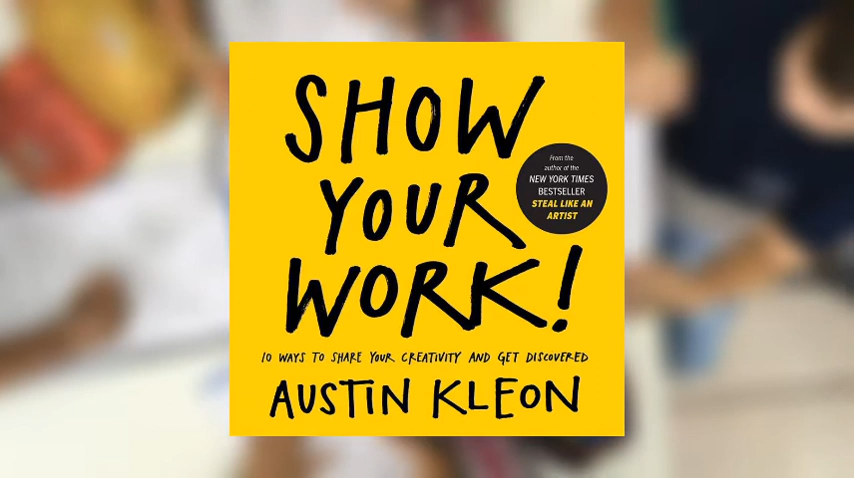 SHOW
YOUR
WORK!
From the
author of the
NEW YORK TIMES
BESTSELLER
STEAL LIKE AN
ARTIST
10 WAYS TO SHARE YOUR CREATIVITY AND GET DISCOVERED
AUSTIN KLEON